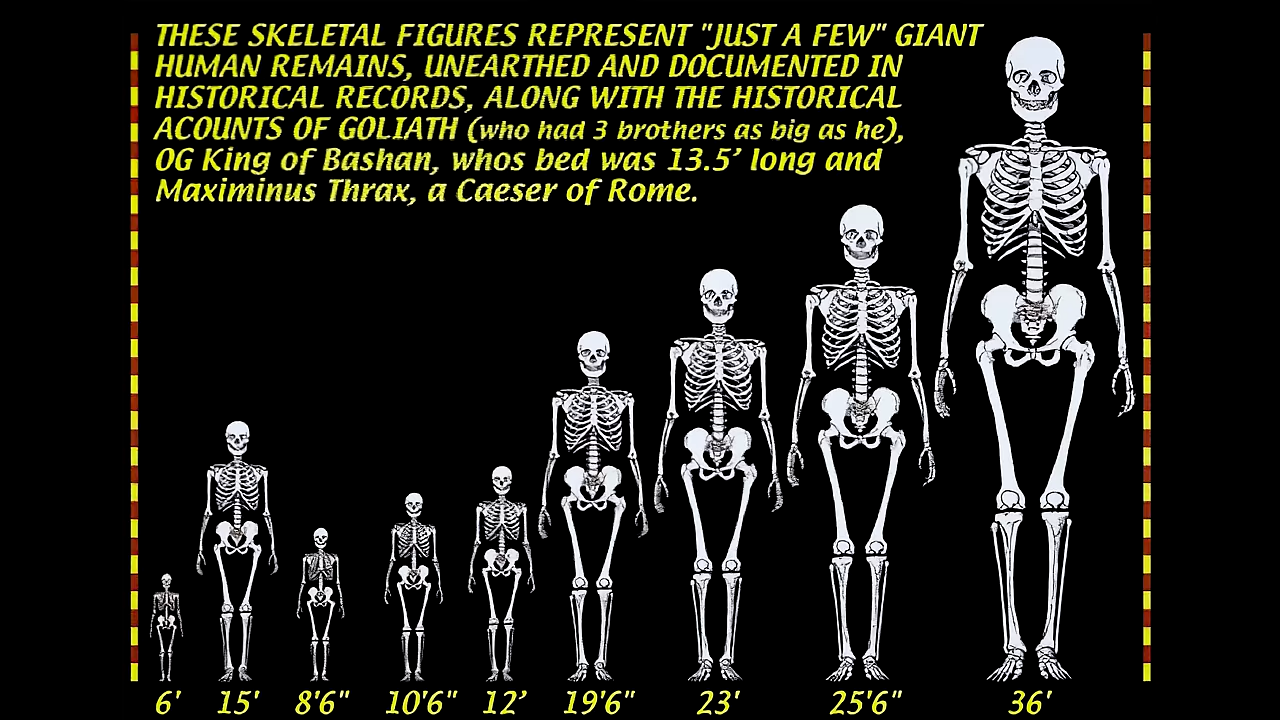 THESE SKELETAL FIGURES REPRESENT "JUST A FEW" GIANT
HUMAN REMAINS, UNEARTHED AND DOCUMENTED IN
HISTORICAL RECORDS, ALONG WITH THE HISTORICAL
ACOUNTS OF GOLIATH (who had 3 brothers as big as he),
OG King of Bashan, whos bed was 13.5’ long and
Maximinus Thrax, a Caeser of Rome.
6' 15' 8'6" 10'6" 12’ 19'6" 23' 25'6" 36'